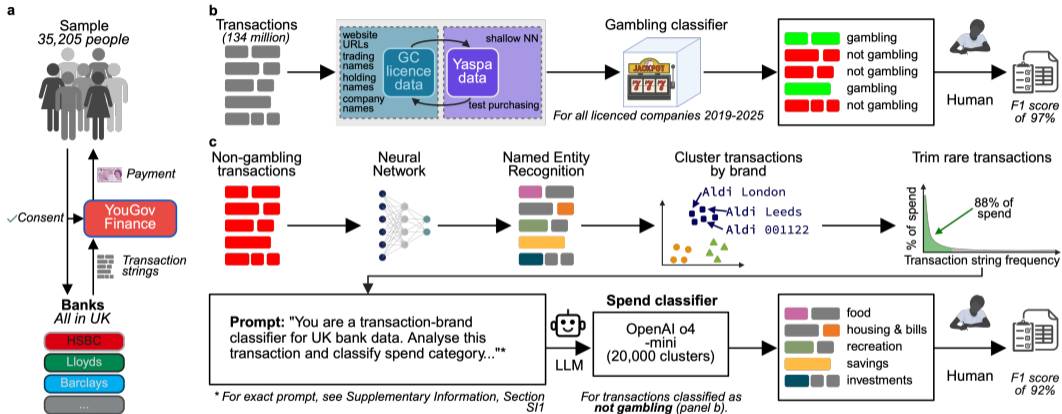 a
Sample
35,205 people
Payment
Consent
YouGov
Finance
Transaction
strings
Banks
All in UK
HSBC
Lloyds
Barclays
...
b
Transactions
(134 million)
website
URLs
trading
names
holding
names
company
names
GC
licence
data
Yaspa
data
shallow NN
test purchasing
Gambling classifier
JACKPOT
777
For all licenced companies 2019-2025
gambling
not gambling
not gambling
gambling
not gambling
Human
F1 score
of 97%
c
Non-gambling
transactions
Neural
Network
Named Entity
Recognition
Cluster transactions
by brand
Aldi London
Aldi Leeds
Aldi 001122
Trim rare transactions
% of spend
88% of
spend
Transaction string frequency
Prompt: "You are a transaction-brand
classifier for UK bank data. Analyse this
transaction and classify spend category..."*
* For exact prompt, see Supplementary Information, Section
SI1
LLM
Spend classifier
OpenAI o4
-mini
(20,000 clusters)
For transactions classified as
not gambling (panel b).
food
housing & bills
recreation
savings
investments
Human
F1 score
of 92%